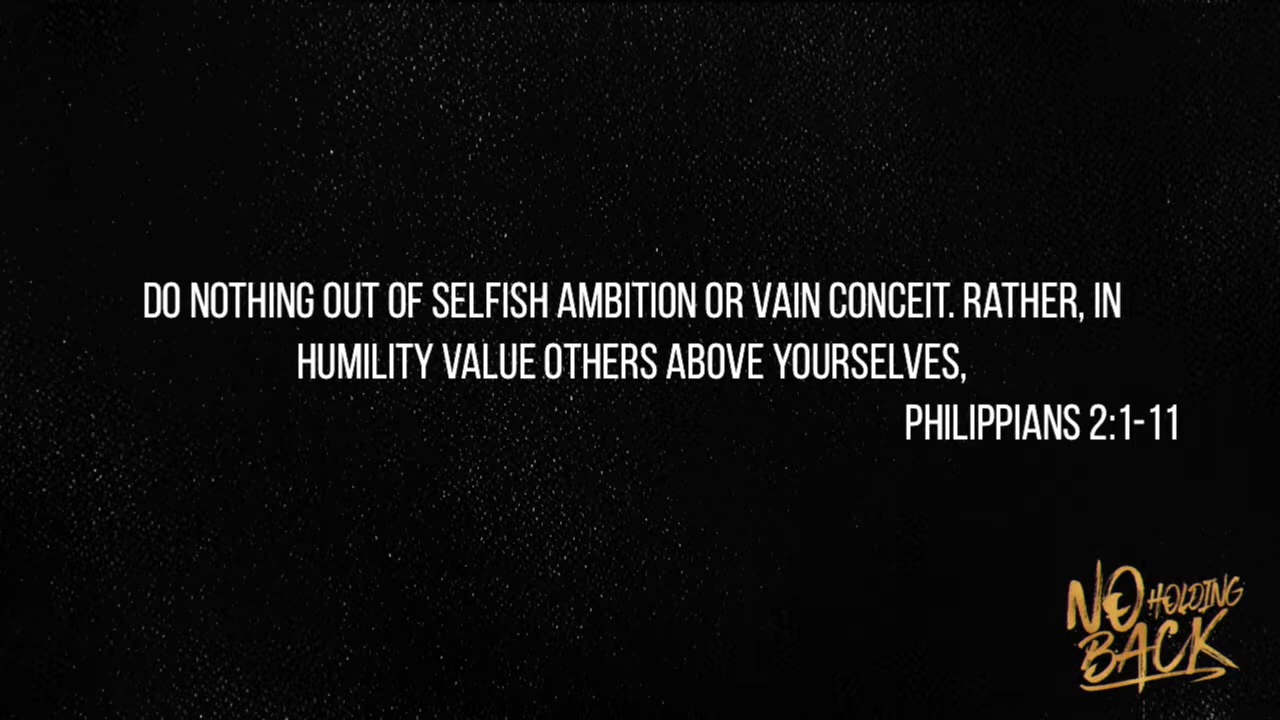 DO NOTHING OUT OF SELFISH AMBITION OR VAIN CONCEIT. RATHER, IN
HUMILITY VALUE OTHERS ABOVE YOURSELVES,
PHILIPPIANS 2:1-11
NO HOLDING
BACK